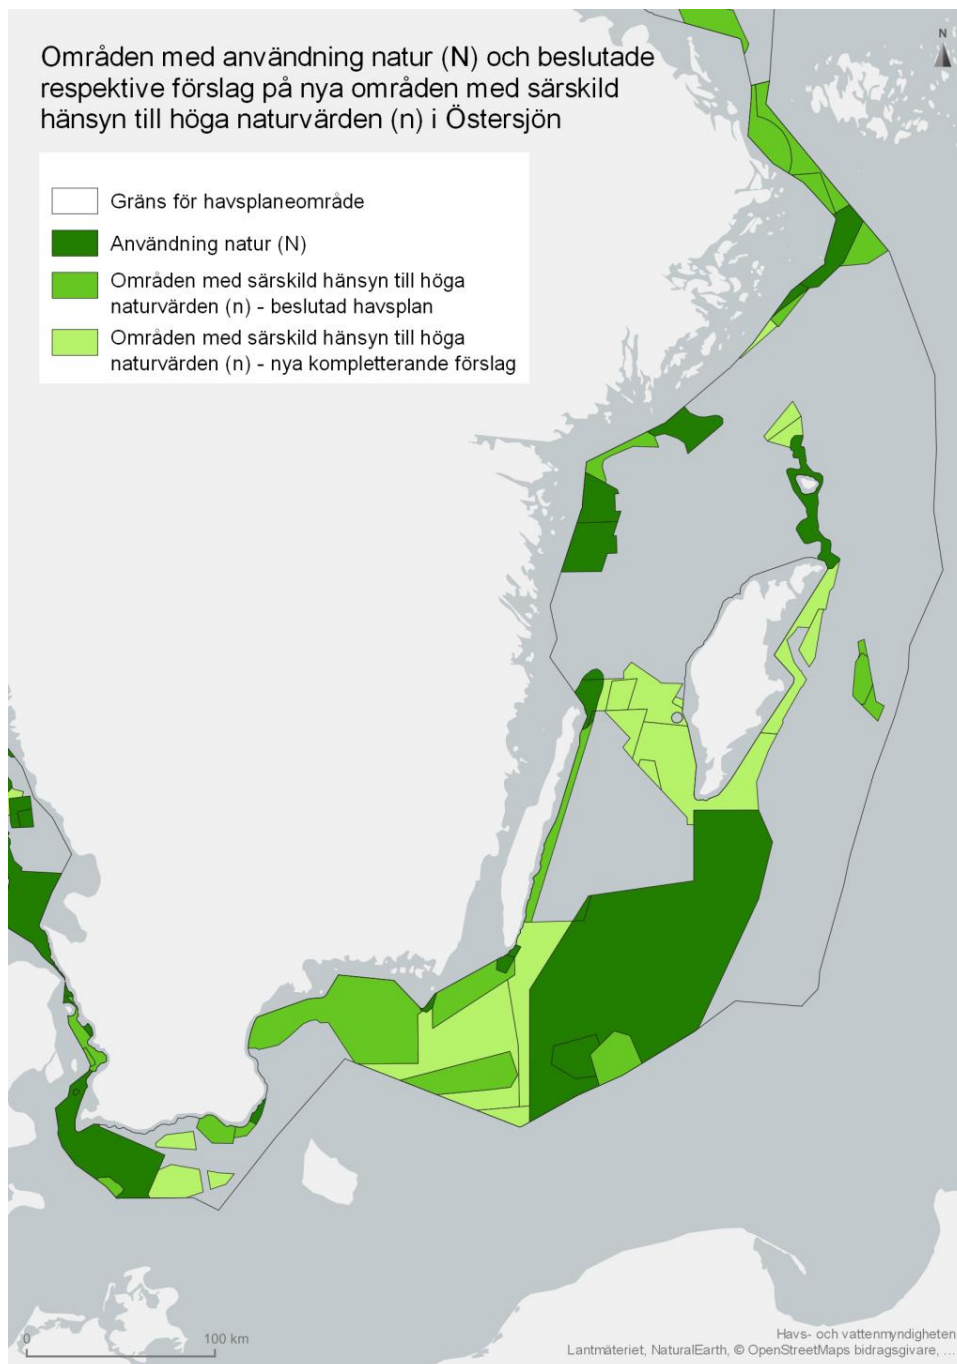 Områden med användning natur (N) och beslutade
respektive förslag på nya områden med särskild
hänsyn till höga naturvärden (n) i Östersjön
N
Gräns för havsplaneområde
Användning natur (N)
Områden med särskild hänsyn till höga
naturvärden (n) - beslutad havsplan
Områden med särskild hänsyn till höga
naturvärden (n) - nya kompletterande förslag
0 100 km
Havs- och vattenmyndigheten
Lantmäteriet, NaturalEarth, © OpenStreetMaps bidragsgivare, ...